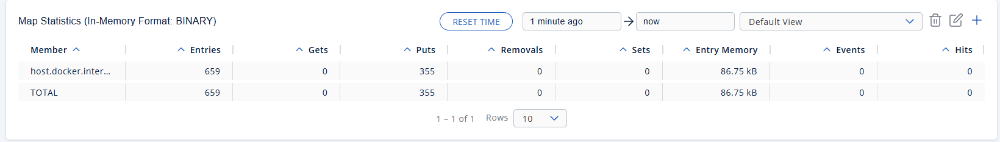 Map Statistics (In-Memory Format: BINARY) RESET TIME 1 minute ago now Default View
Member Entries Gets Puts Removals Sets Entry Memory Events Hits
host.docker.inter... 659 0 355 0 0 86.75 kB 0 0
TOTAL 659 0 355 0 0 86.75 kB 0 0
1 – 1 of 1 Rows 10